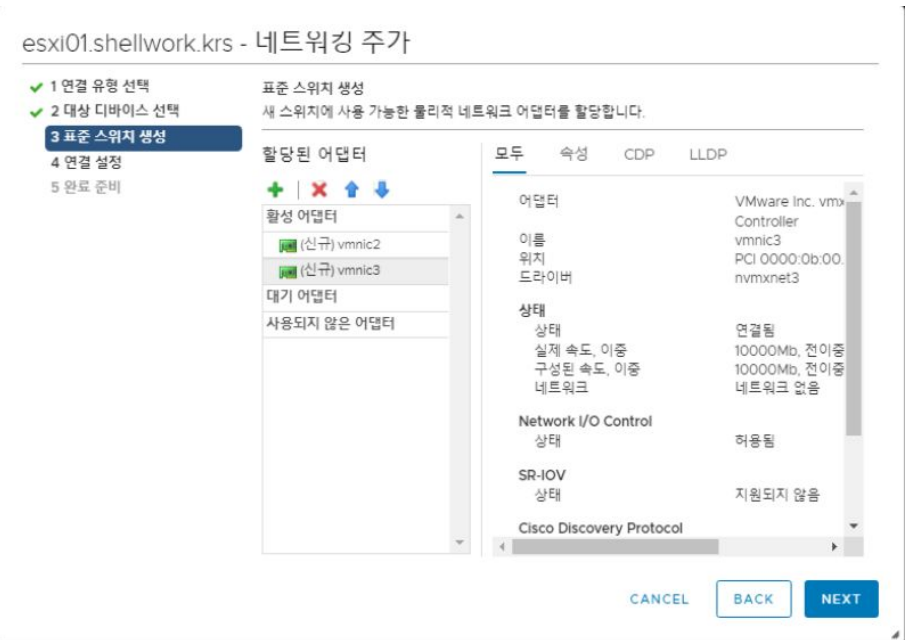 esxi01.shellwork.krs - 네트워킹 추가
1 연결 유형 선택
2 대상 디바이스 선택
3 표준 스위치 생성
4 연결 설정
5 완료 준비
표준 스위치 생성
새 스위치에 사용 가능한 물리적 네트워크 어댑터를 할당합니다.
할당된 어댑터
활성 어댑터
(신규) vmnic2
(신규) vmnic3
대기 어댑터
사용되지 않은 어댑터
모두 속성 CDP LLDP
어댑터 VMware Inc. vmx
Controller
이름 vmnic3
위치 PCI 0000:0b:00.
드라이버 nvmxnet3
상태
상태 연결됨
실제 속도, 이중 10000Mb, 전이중
구성된 속도, 이중 10000Mb, 전이중
네트워크 네트워크 없음
Network I/O Control
상태 허용됨
SR-IOV
상태 지원되지 않음
Cisco Discovery Protocol
CANCEL BACK NEXT